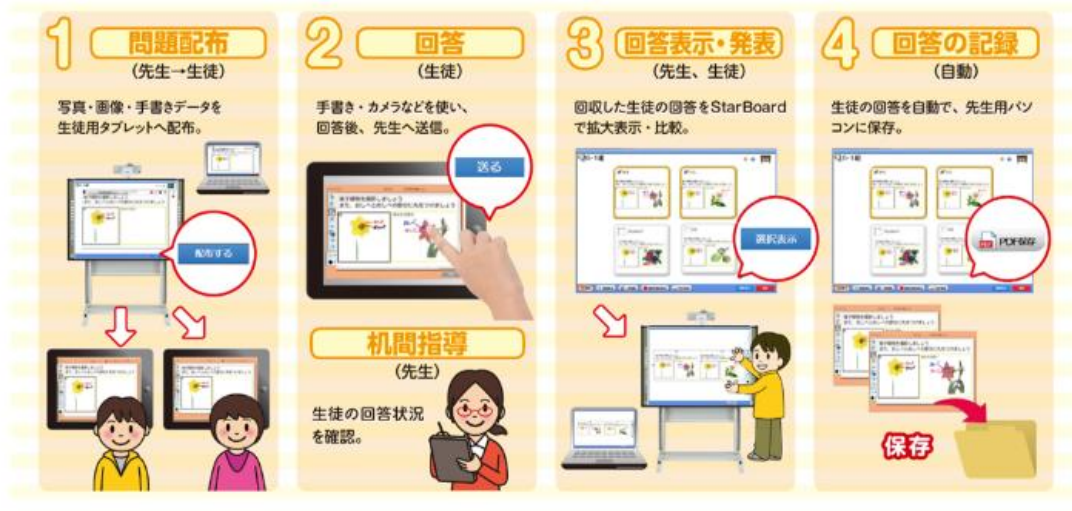 1 問題配布
(先生→生徒)
写真・画像・手書きデータを
生徒用タブレットへ配布。
配布する
2 回答
(生徒)
手書き・カメラなどを使い、
回答後、先生へ送信。
送る
机間指導
(先生)
生徒の回答状況
を確認。
3 回答表示・発表
(先生、生徒)
回収した生徒の回答をStarBoard
で拡大表示・比較。
選択表示
4 回答の記録
(自動)
生徒の回答を自動で、先生用パソ
コンに保存。
PDF保存
保存